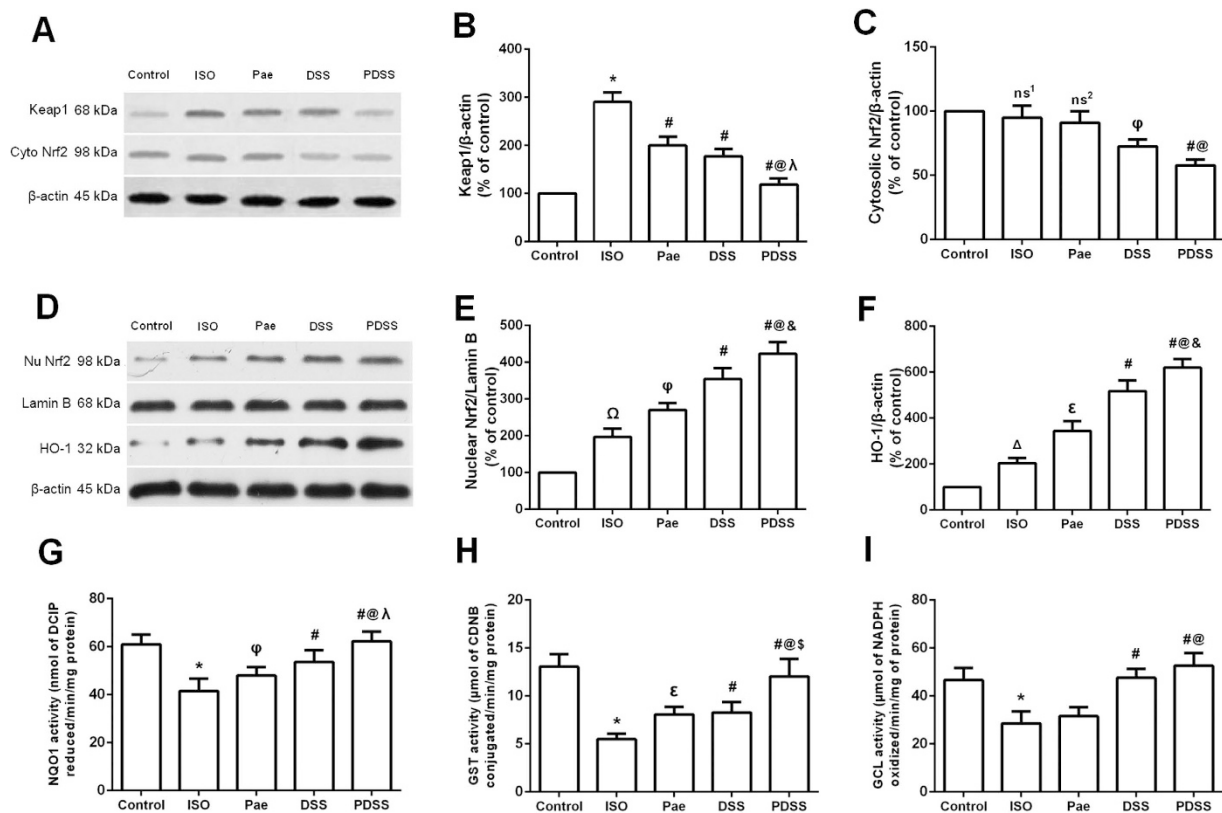 A
Control ISO Pae DSS PDSS
Keap1 68 kDa
Cyto Nrf2 98 kDa
β-actin 45 kDa
B
Keap1/β-actin
(% of control)
400
300
200
100
0
*
#
#
#@λ
Control ISO Pae DSS PDSS
C
Cytosolic Nrf2/β-actin
(% of control)
150
100
50
0
ns1
ns2
φ
#@
Control ISO Pae DSS PDSS
D
Control ISO Pae DSS PDSS
Nu Nrf2 98 kDa
Lamin B 68 kDa
HO-1 32 kDa
β-actin 45 kDa
E
Nuclear Nrf2/Lamin B
(% of control)
500
400
300
200
100
0
Ω
φ
#
#@&
Control ISO Pae DSS PDSS
F
HO-1/β-actin
(% of control)
800
600
400
200
0
Δ
ε
#
#@&
Control ISO Pae DSS PDSS
G
NQO1 activity (nmol of DCIP
reduced/min/mg protein)
80
60
40
20
0
*
φ
#
#@λ
Control ISO Pae DSS PDSS
H
GST activity (μmol of CDNB
conjugated/min/mg protein)
20
15
10
5
0
*
ε
#
#@$
Control ISO Pae DSS PDSS
I
GCL activity (μmol of NADPH
oxidized/min/mg of protein)
80
60
40
20
0
*
#
#@
Control ISO Pae DSS PDSS